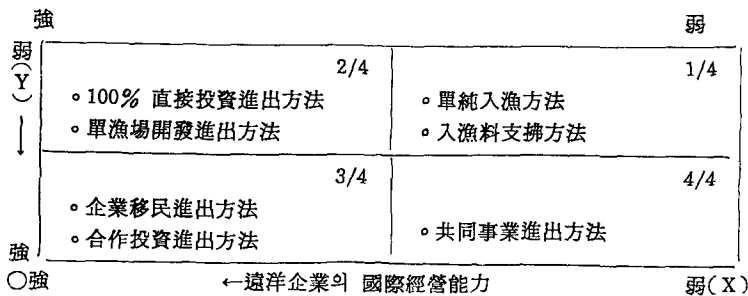 強 弱
弱(Y)↓強
2/4 1/4
◦100% 直接投資進出方法 ◦單純入漁方法
◦單漁場開發進出方法 ◦入漁料支拂方法
3/4 4/4
◦企業移民進出方法
◦合作投資進出方法 ◦共同事業進出方法
○強 ←遠洋企業의 國際經營能力 弱(X)